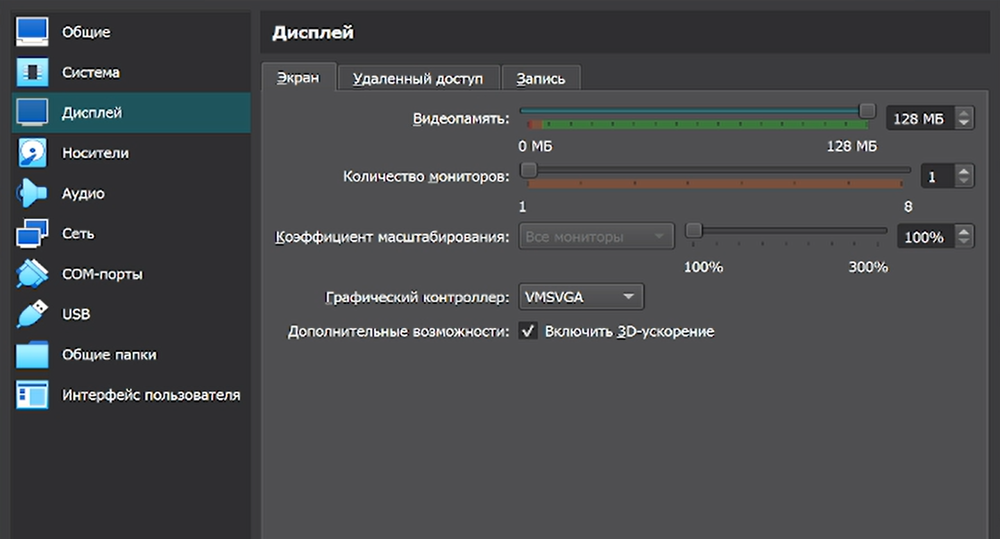 Общие
Система
Дисплей
Носители
Аудио
Сеть
COM-порты
USB
Общие папки
Интерфейс пользователя
Дисплей
Экран Удаленный доступ Запись
Видеопамять: 128 МБ
0 МБ 128 МБ
Количество мониторов: 1
1 8
Коэффициент масштабирования: Все мониторы 100%
100% 300%
Графический контроллер: VMSVGA
Дополнительные возможности: Включить 3D-ускорение